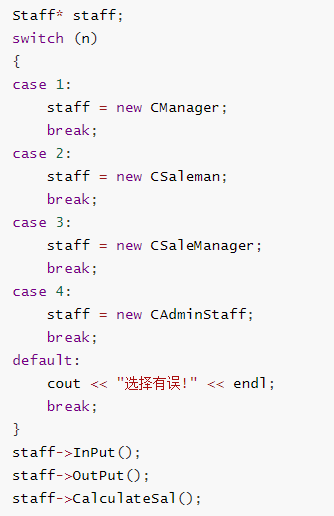 Staff* staff;
switch (n)
{
case 1:
    staff = new CManager;
    break;
case 2:
    staff = new CSaleman;
    break;
case 3:
    staff = new CSaleManager;
    break;
case 4:
    staff = new CAdminStaff;
    break;
default:
    cout << "选择有误!" << endl;
    break;
}
staff->InPut();
staff->OutPut();
staff->CalculateSal();